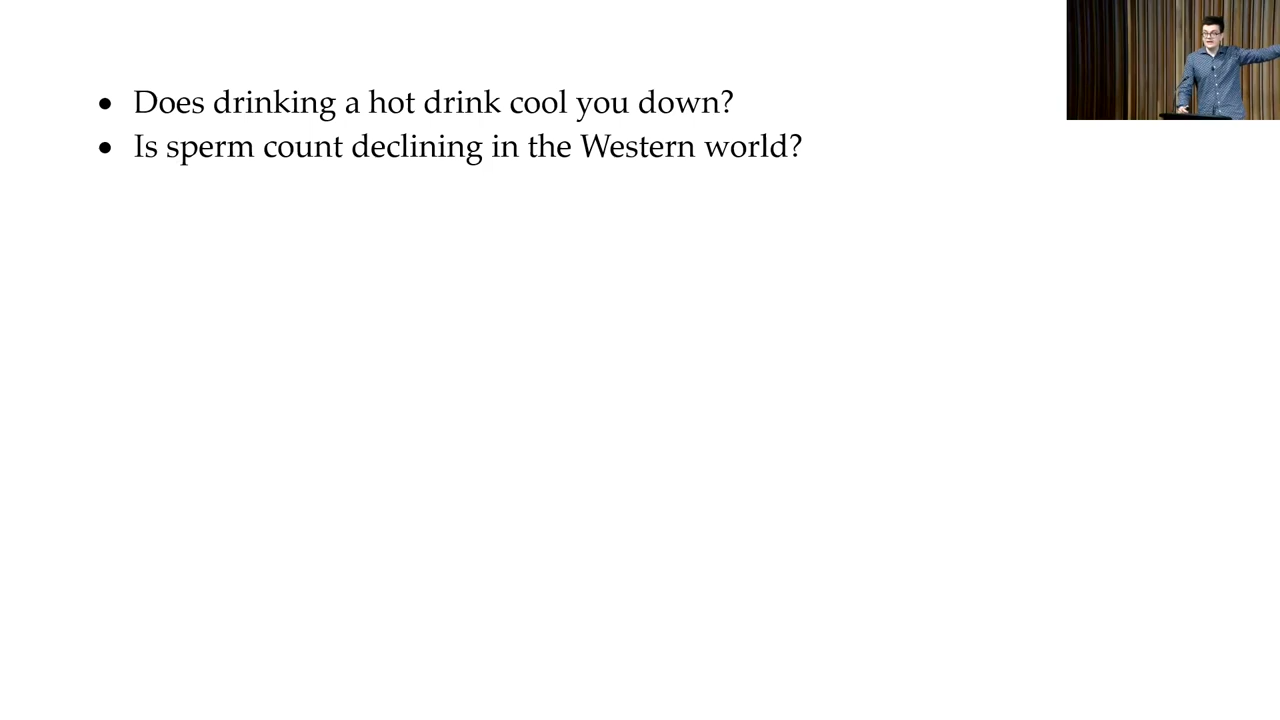 • Does drinking a hot drink cool you down?
• Is sperm count declining in the Western world?